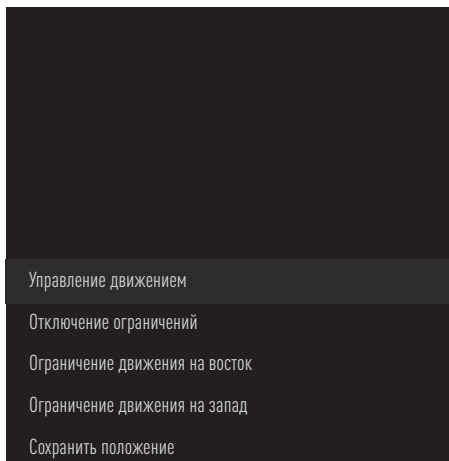 Управление движением
Отключение ограничений
Ограничение движения на восток
Ограничение движения на запад
Сохранить положение